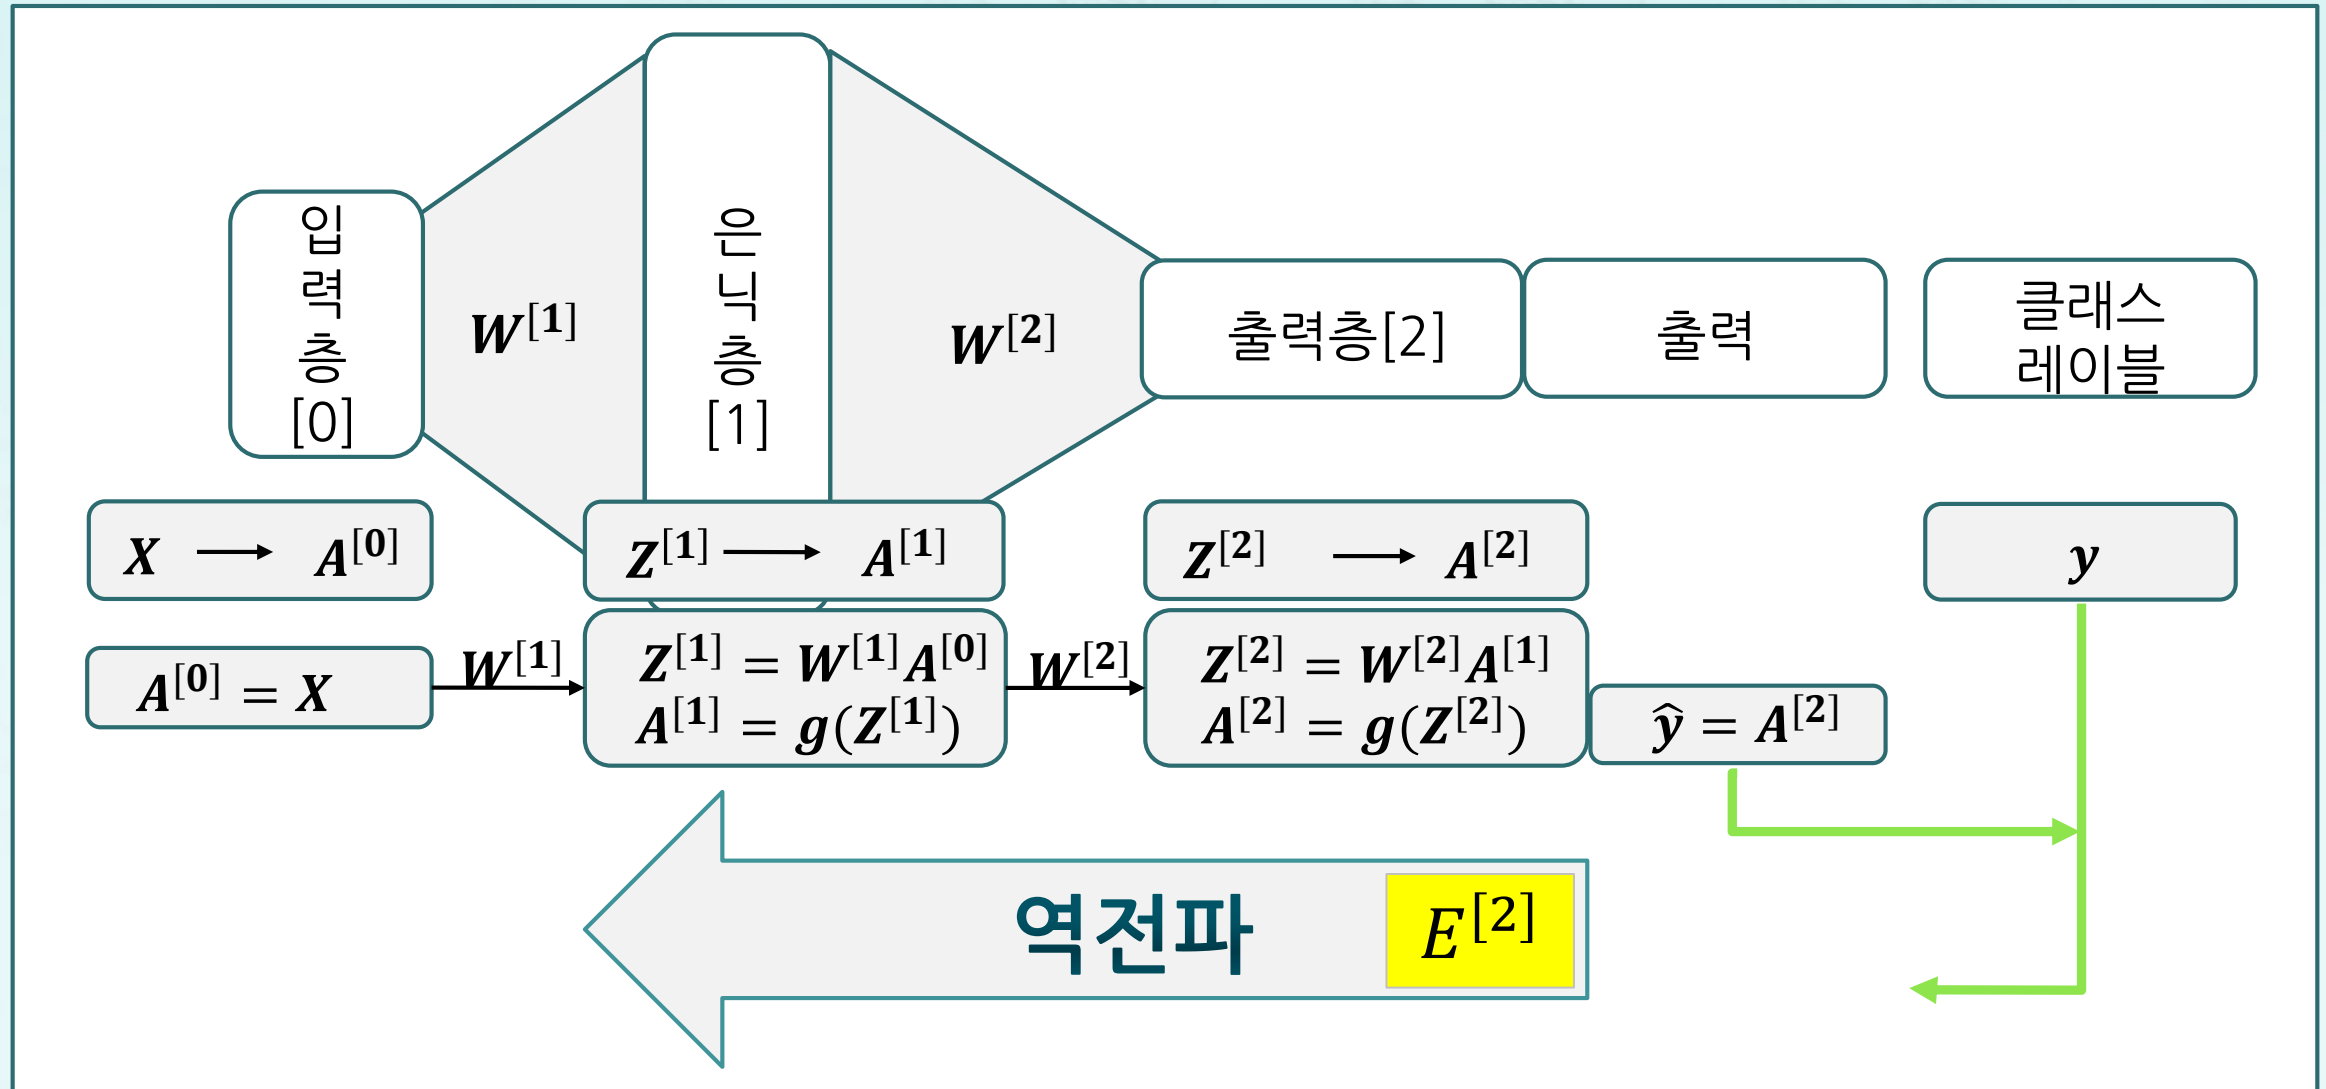 입
력
층
[0]
W^[1]
은
닉
층
[1]
W^[2]
출력층[2]
출력
클래스
레이블
X → A^[0]
Z^[1] → A^[1]
Z^[2] → A^[2]
y
A^[0] = X
W^[1]
Z^[1] = W^[1]A^[0]
A^[1] = g(Z^[1])
W^[2]
Z^[2] = W^[2]A^[1]
A^[2] = g(Z^[2])
ŷ = A^[2]
역전파
E^[2]